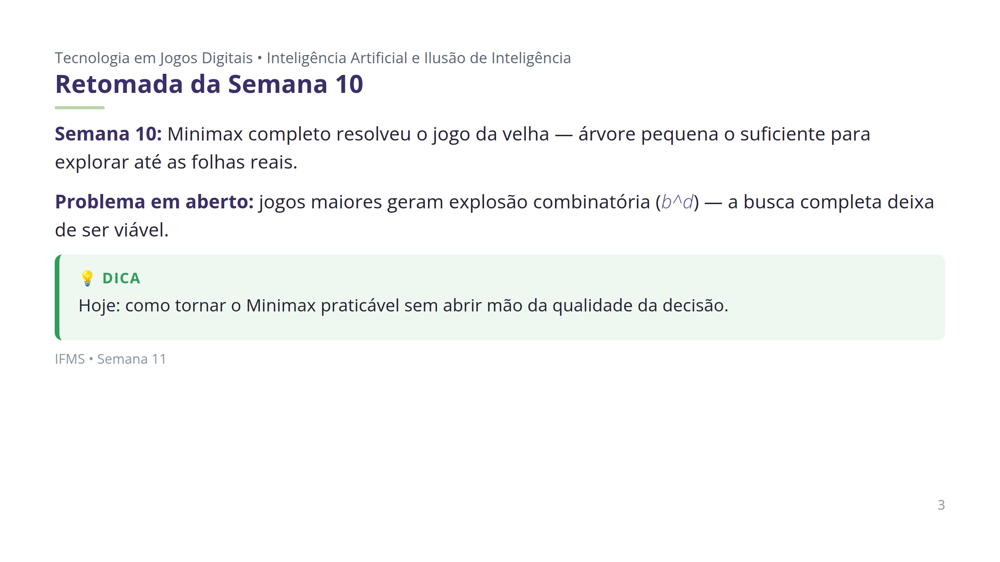 Tecnologia em Jogos Digitais • Inteligência Artificial e Ilusão de Inteligência
Retomada da Semana 10
Semana 10: Minimax completo resolveu o jogo da velha — árvore pequena o suficiente para
explorar até as folhas reais.
Problema em aberto: jogos maiores geram explosão combinatória (b^d) — a busca completa deixa
de ser viável.
💡 DICA
Hoje: como tornar o Minimax praticável sem abrir mão da qualidade da decisão.
IFMS • Semana 11
3